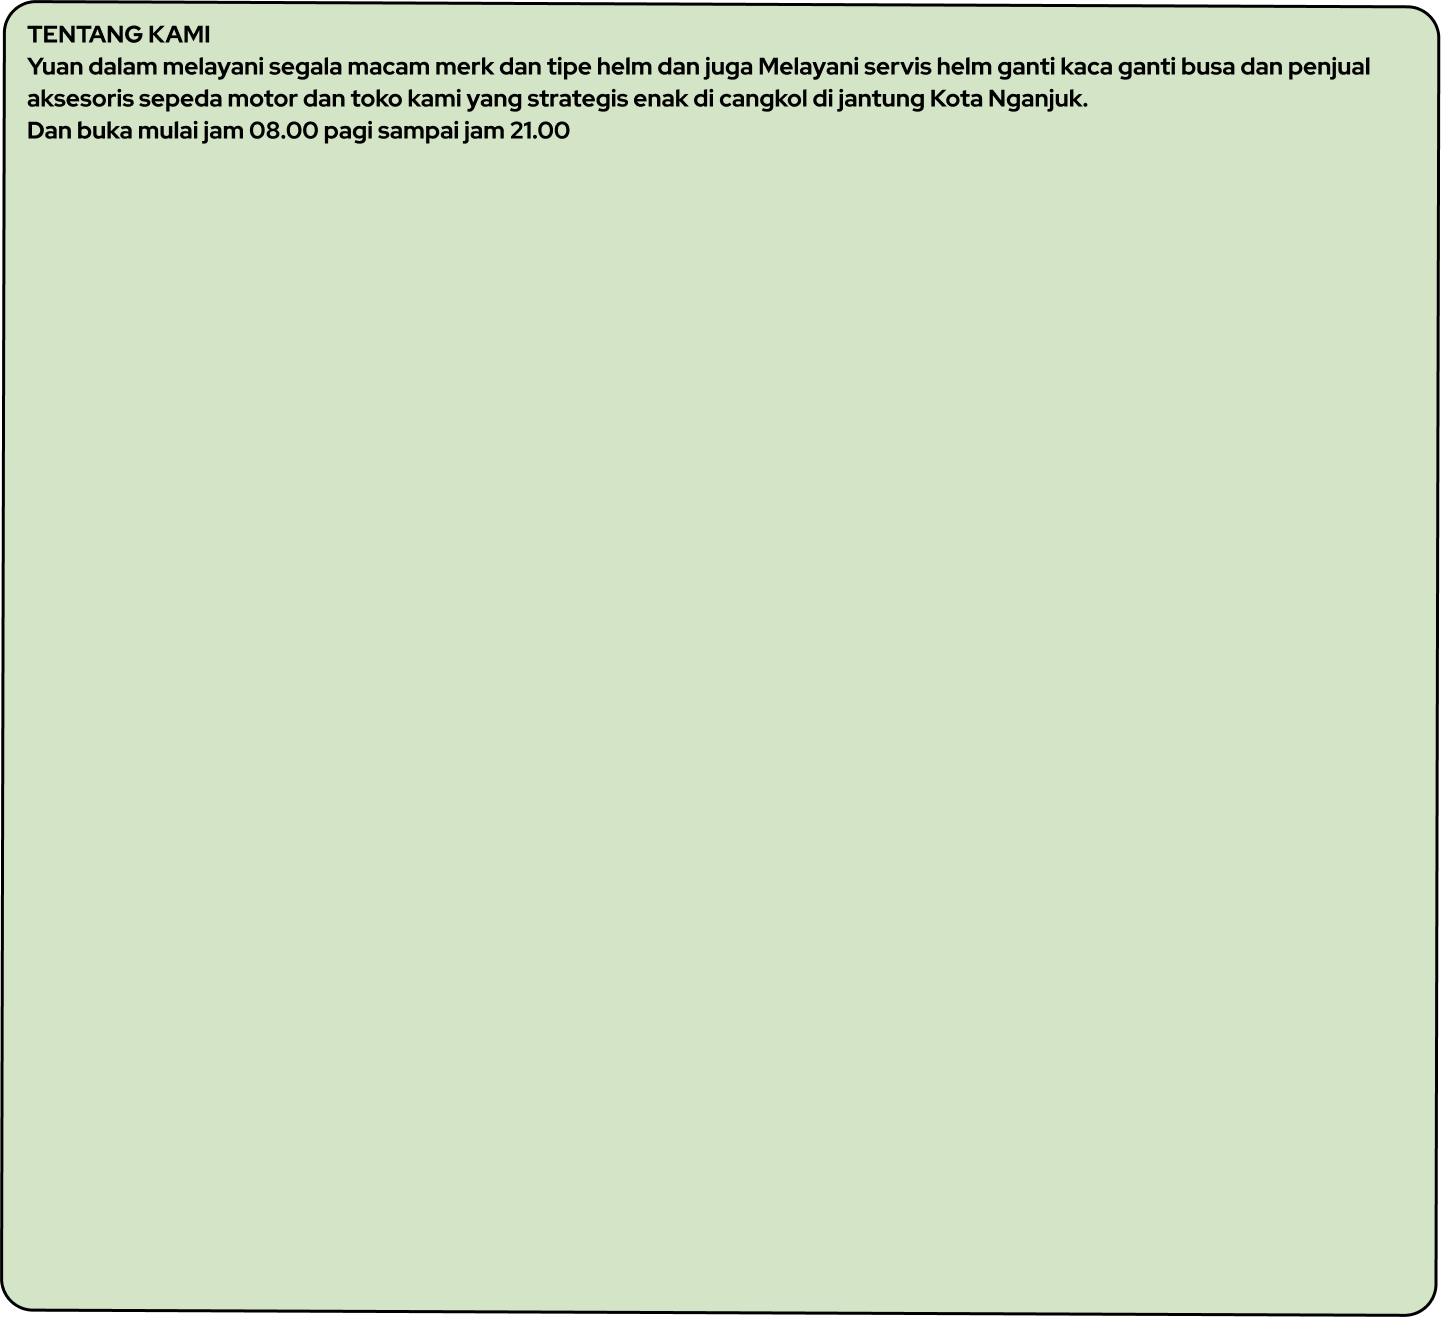 TENTANG KAMI
Yuan dalam melayani segala macam merk dan tipe helm dan juga Melayani servis helm ganti kaca ganti busa dan penjual
aksesoris sepeda motor dan toko kami yang strategis enak di cangkol di jantung Kota Nganjuk.
Dan buka mulai jam 08.00 pagi sampai jam 21.00